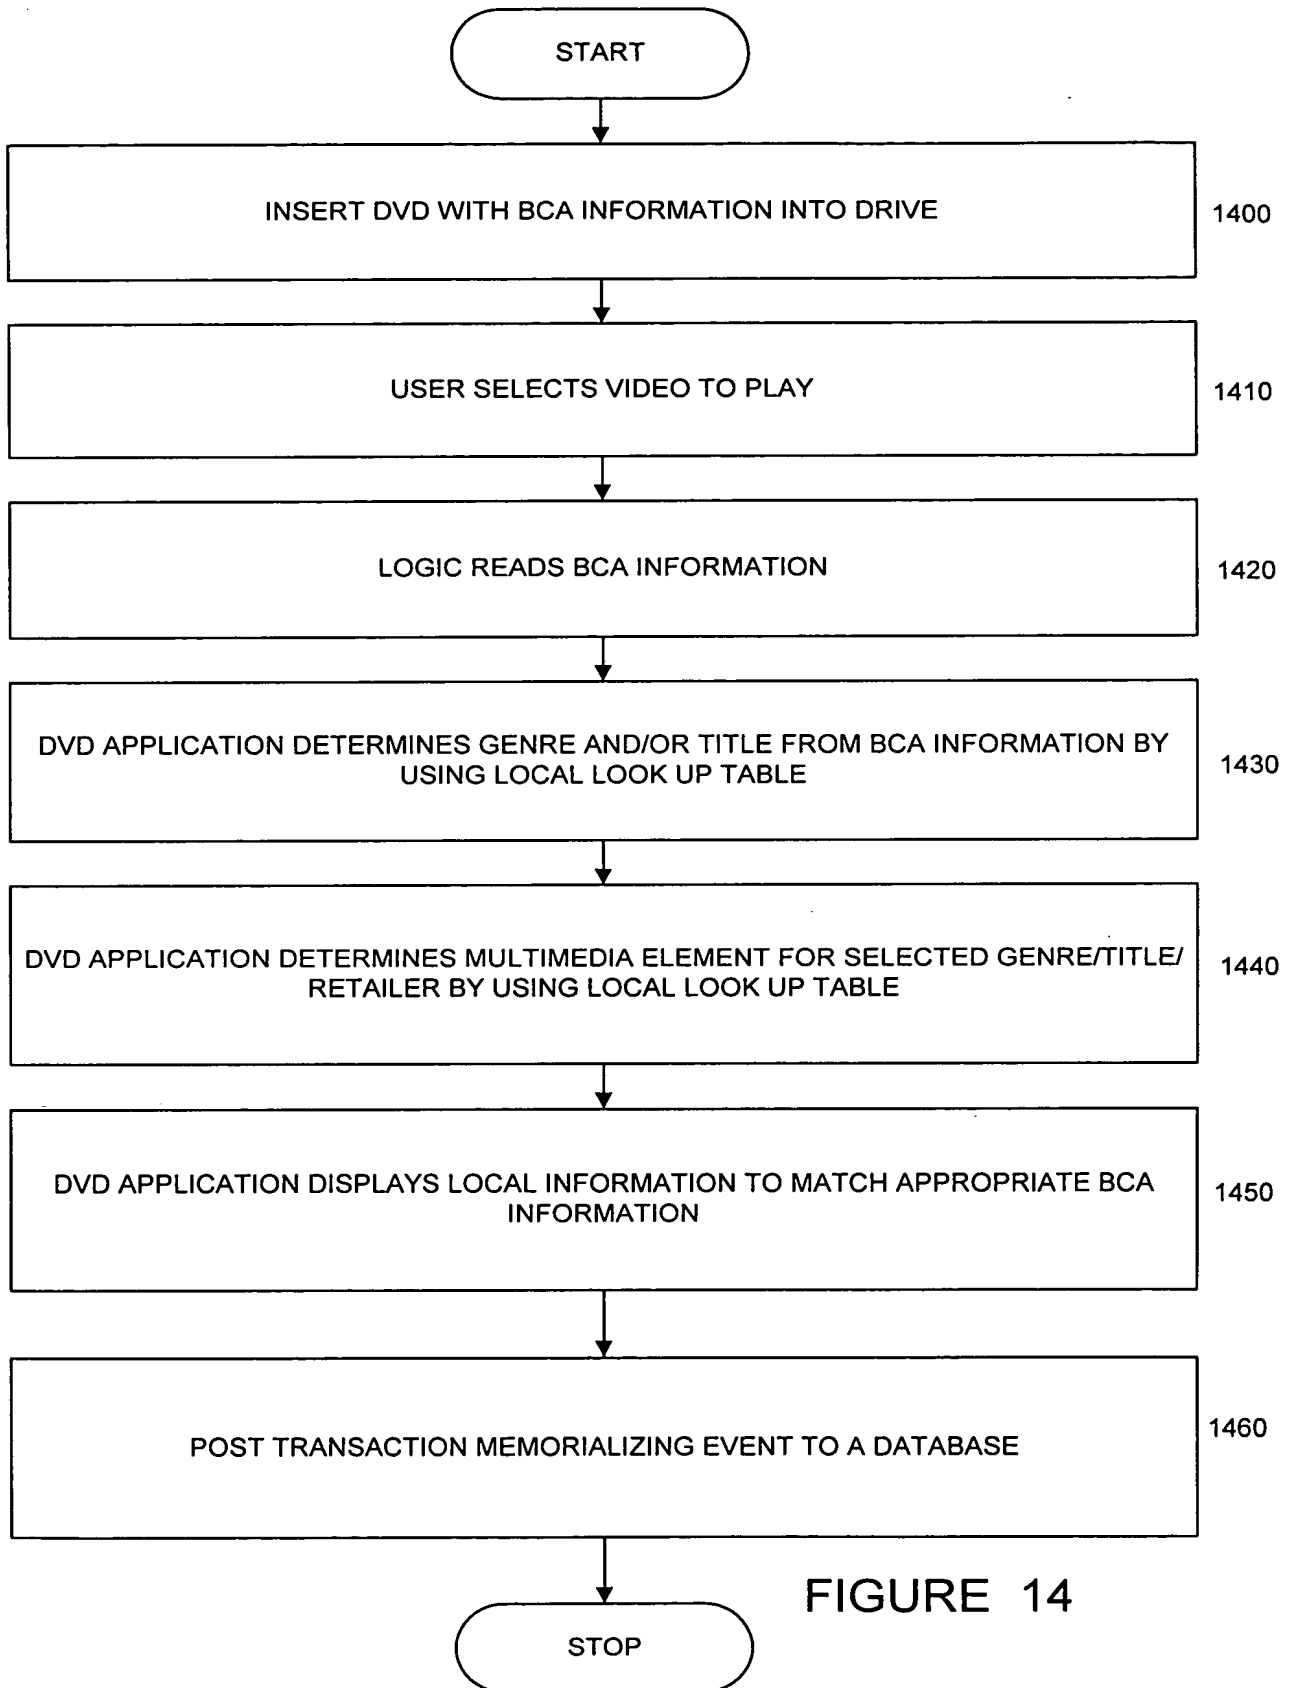 START
INSERT DVD WITH BCA INFORMATION INTO DRIVE
1400
USER SELECTS VIDEO TO PLAY
1410
LOGIC READS BCA INFORMATION
1420
DVD APPLICATION DETERMINES GENRE AND/OR TITLE FROM BCA INFORMATION BY
USING LOCAL LOOK UP TABLE
1430
DVD APPLICATION DETERMINES MULTIMEDIA ELEMENT FOR SELECTED GENRE/TITLE/
RETAILER BY USING LOCAL LOOK UP TABLE
1440
DVD APPLICATION DISPLAYS LOCAL INFORMATION TO MATCH APPROPRIATE BCA
INFORMATION
1450
POST TRANSACTION MEMORIALIZING EVENT TO A DATABASE
1460
FIGURE 14
STOP